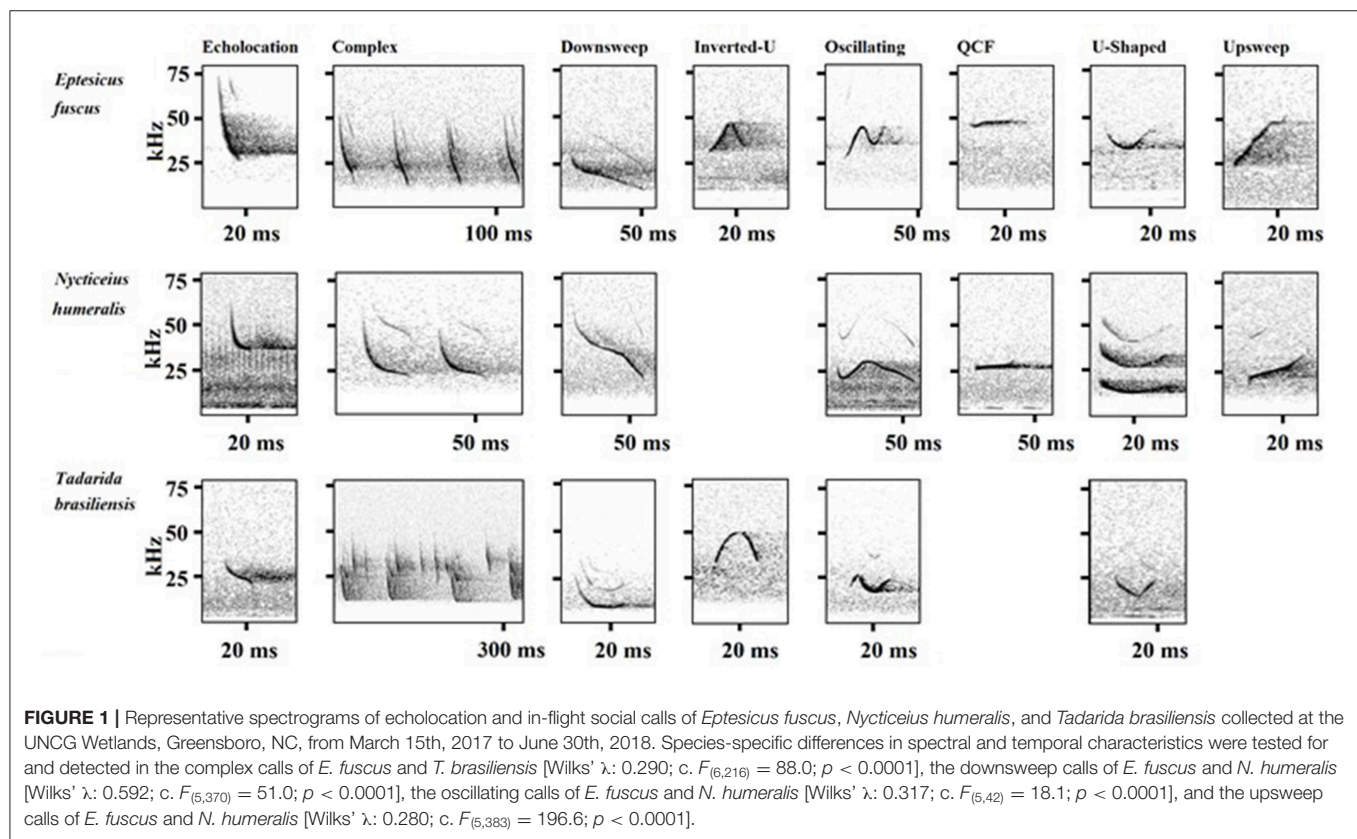 Echolocation Complex Downsweep Inverted-U Oscillating QCF U-Shaped Upsweep
Eptesicus
fuscus
kHz
75
50
25
20 ms 100 ms 50 ms 20 ms 50 ms 20 ms 20 ms 20 ms
Nycticeius
humeralis
kHz
75
50
25
20 ms 50 ms 50 ms 50 ms 50 ms 20 ms 20 ms
Tadarida
brasiliensis
kHz
75
50
25
20 ms 300 ms 20 ms 20 ms 20 ms 20 ms
FIGURE 1 | Representative spectrograms of echolocation and in-flight social calls of Eptesicus fuscus, Nycticeius humeralis, and Tadarida brasiliensis collected at the
UNCG Wetlands, Greensboro, NC, from March 15th, 2017 to June 30th, 2018. Species-specific differences in spectral and temporal characteristics were tested for
and detected in the complex calls of E. fuscus and T. brasiliensis [Wilks’ λ: 0.290; c. F(6,216) = 88.0; p < 0.0001], the downsweep calls of E. fuscus and N. humeralis
[Wilks’ λ: 0.592; c. F(5,370) = 51.0; p < 0.0001], the oscillating calls of E. fuscus and N. humeralis [Wilks’ λ: 0.317; c. F(5,42) = 18.1; p < 0.0001], and the upsweep
calls of E. fuscus and N. humeralis [Wilks’ λ: 0.280; c. F(5,383) = 196.6; p < 0.0001].